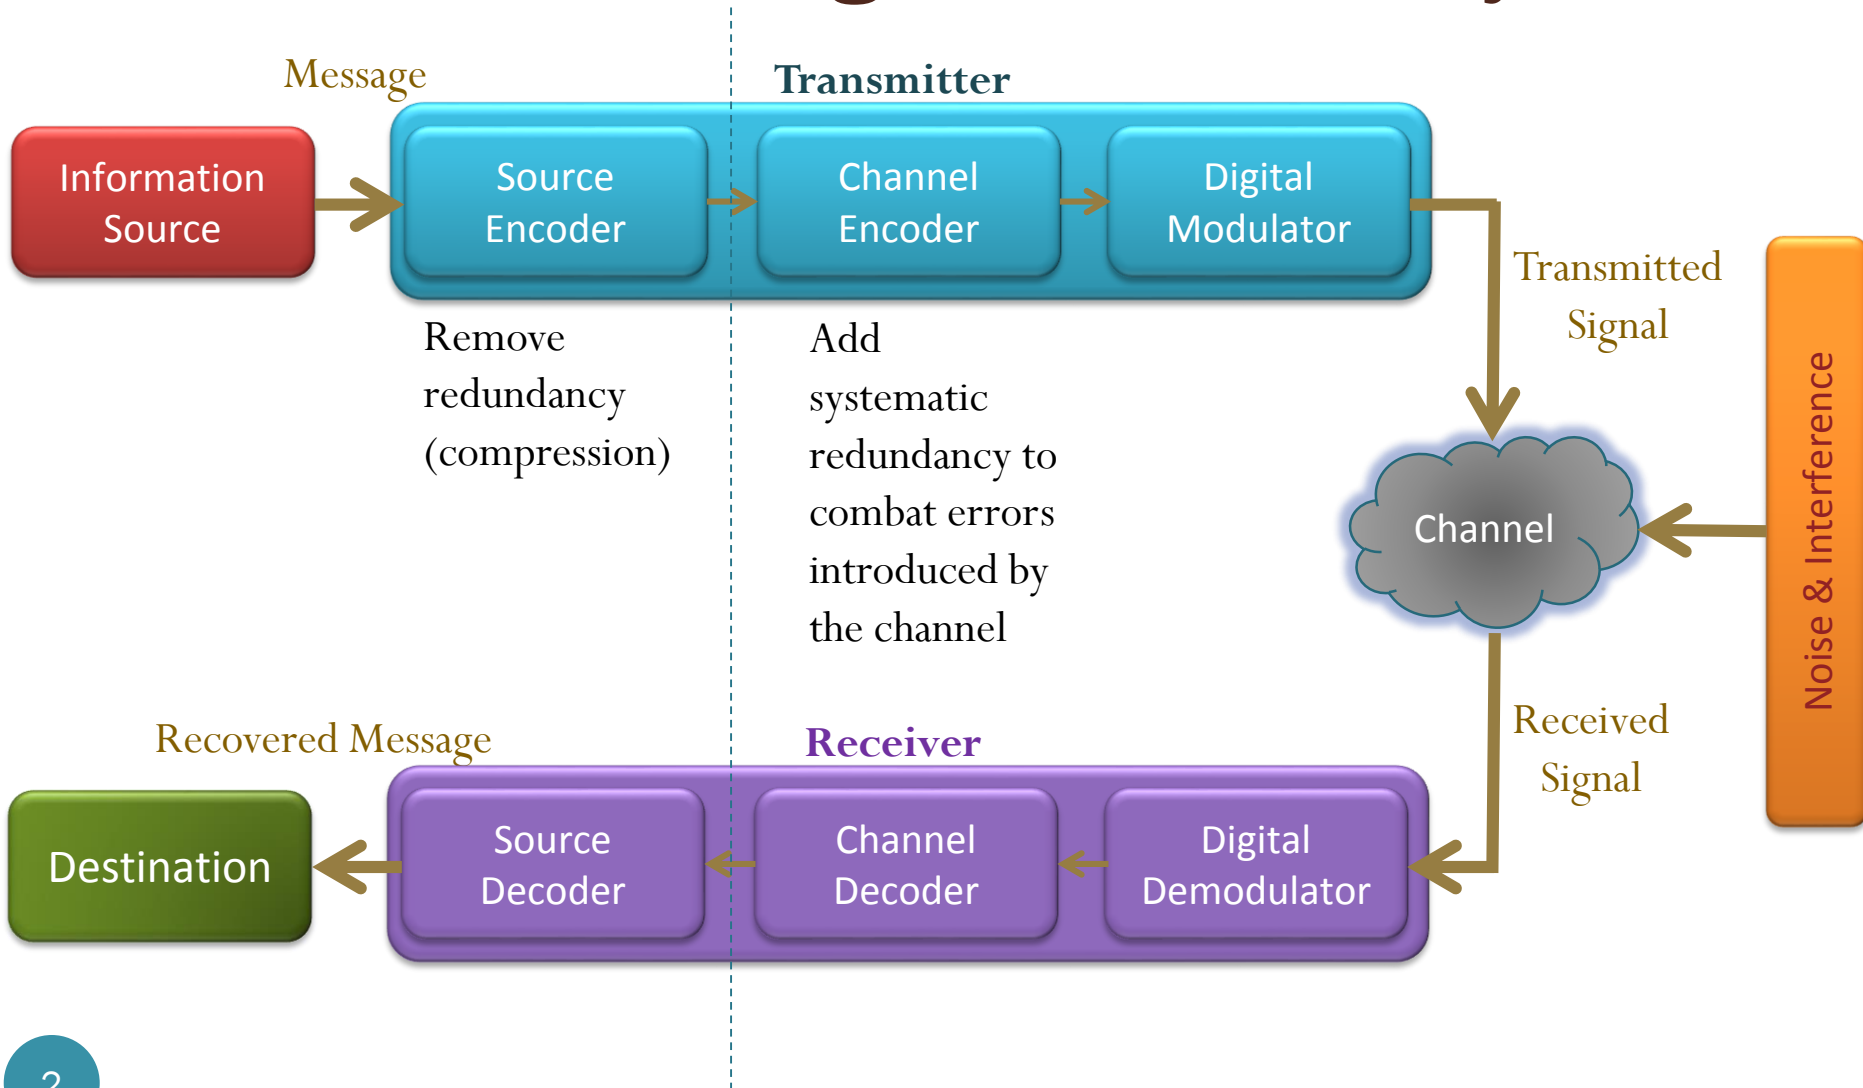 Message
Transmitter
Information
Source
Source
Encoder
Channel
Encoder
Digital
Modulator
Transmitted
Signal
Remove
redundancy
(compression)
Add
systematic
redundancy to
combat errors
introduced by
the channel
Channel
Noise & Interference
Received
Signal
Recovered Message
Receiver
Destination
Source
Decoder
Channel
Decoder
Digital
Demodulator
2